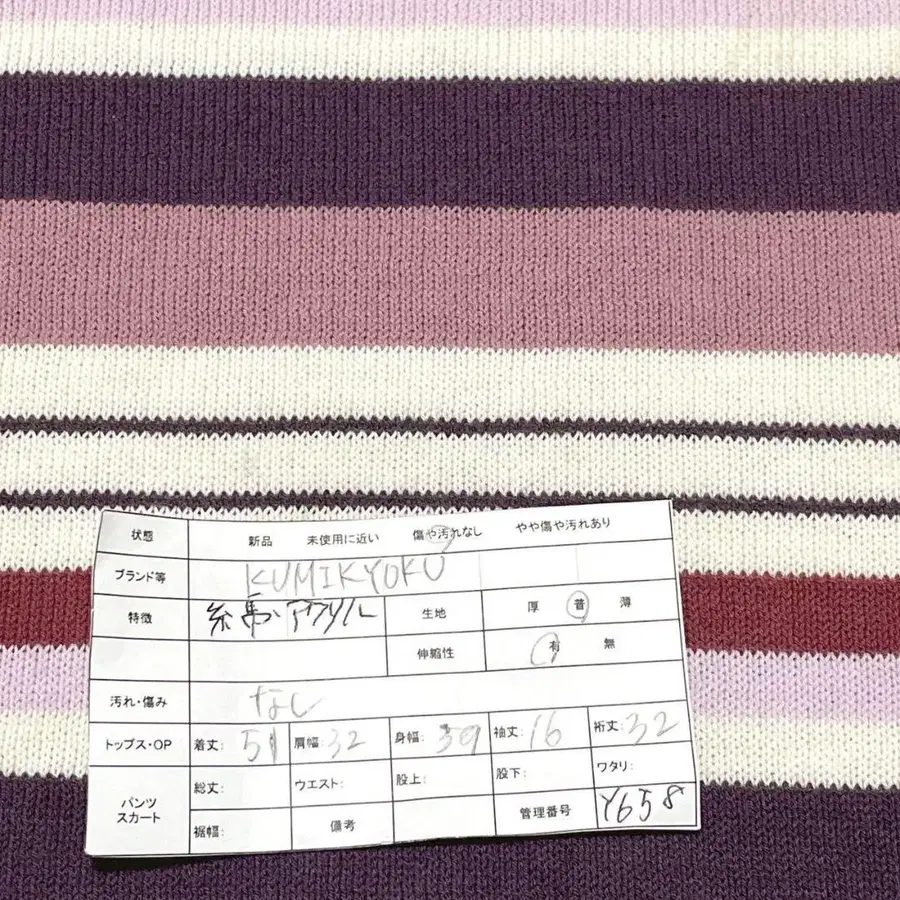 状態 新品 未使用に近い 傷や汚れなし やや傷や汚れあり
ブランド等 KUMIKYOKU
特徴 アクリル 生地 厚 普 薄
伸縮性 有 無
汚れ・傷み なし
トップス・OP 着丈: 51 肩幅: 32 身幅: 39 袖丈: 16 裄丈: 32
パンツ スカート 総丈: ウエスト: 股上: 股下: ワタリ:
裾幅: 備考 管理番号 Y658